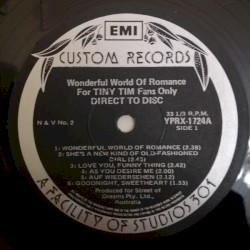 EMI
CUSTOM RECORDS
Wonderful World Of Romance
For TINY TIM Fans Only
DIRECT TO DISC
33 1/3 R.P.M.
N & V No. 2
YPRX-1724A
SIDE 1
1- WONDERFUL WORLD OF ROMANCE (2.38)
2- SHE'S A NEW KIND OF OLD-FASHIONED
GIRL (2.45)
3- LOVE YOU, FUNNY THING (3.42)
4- AS YOU DESIRE ME (2.00)
5- AUF WIEDERSEHEN (2.10)
6- GOODNIGHT, SWEETHEART (1.33)
Produced for Street of
Dreams Pty. Ltd.,
Australia
A FACILITY OF STUDIOS 301